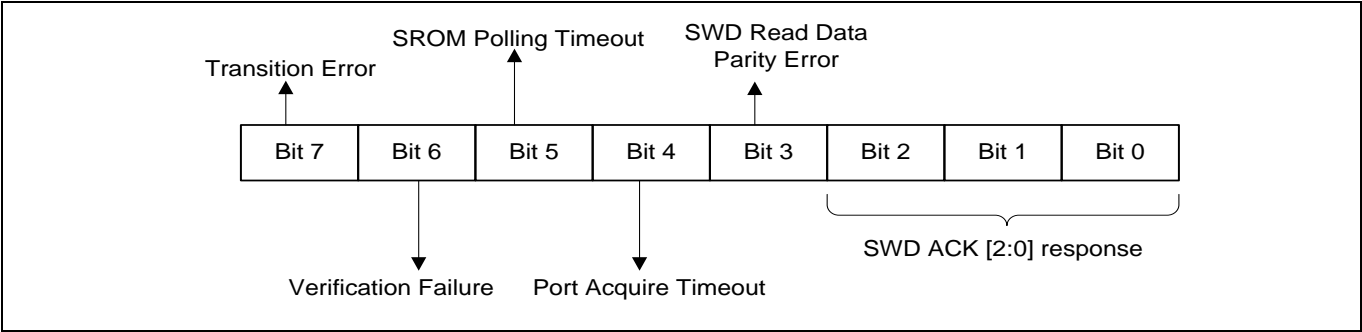 SROM Polling Timeout
SWD Read Data
Parity Error
Transition Error
Bit 7 Bit 6 Bit 5 Bit 4 Bit 3 Bit 2 Bit 1 Bit 0
SWD ACK [2:0] response
Verification Failure Port Acquire Timeout